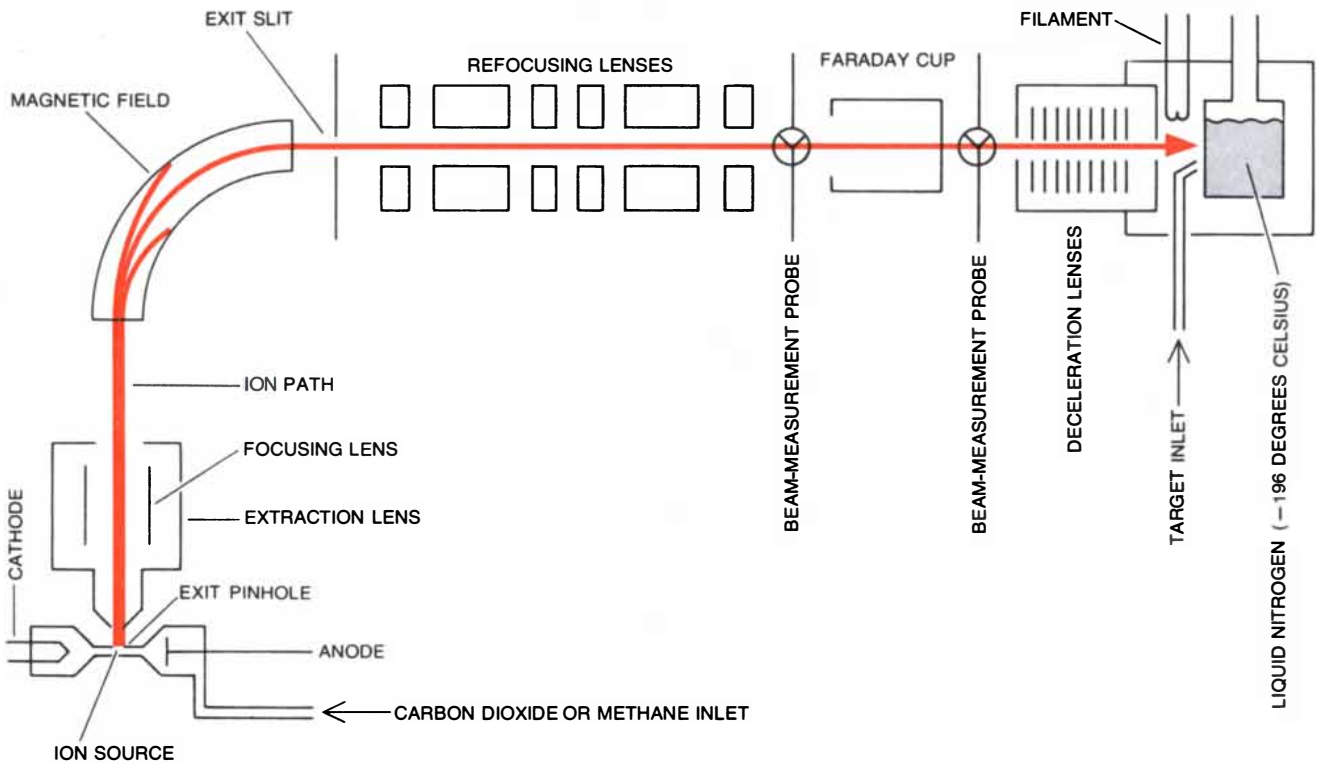 EXIT SLIT
FILAMENT
REFOCUSING LENSES
FARADAY CUP
MAGNETIC FIELD
ION PATH
FOCUSING LENS
EXTRACTION LENS
CATHODE
EXIT PINHOLE
ANODE
CARBON DIOXIDE OR METHANE INLET
ION SOURCE
BEAM-MEASUREMENT PROBE
BEAM-MEASUREMENT PROBE
DECELERATION LENSES
TARGET INLET
LIQUID NITROGEN (−196 DEGREES CELSIUS)